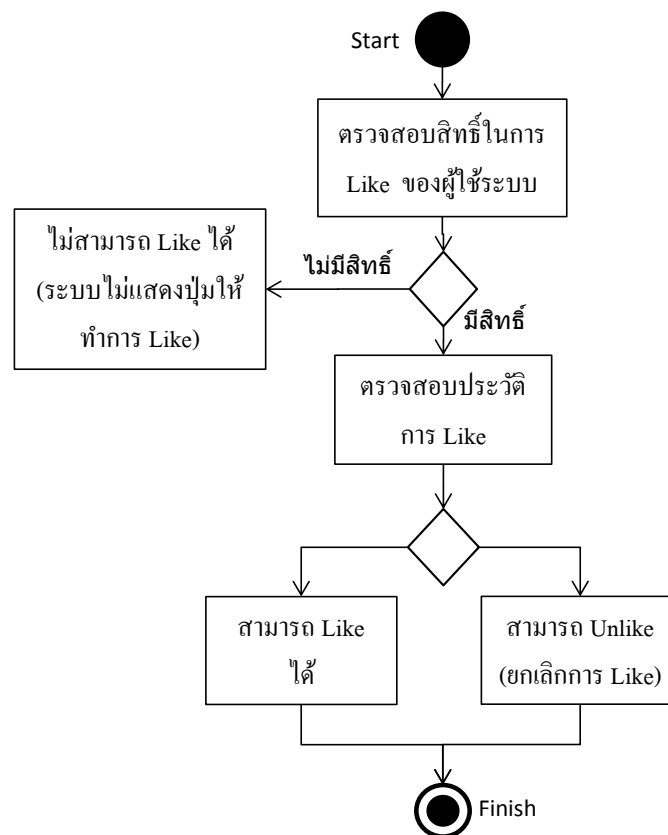 Start
ตรวจสอบสิทธิ์ในการ
Like ของผู้ใช้ระบบ
ไม่สามารถ Like ได้
(ระบบไม่แสดงปุ่มให้
ทำการ Like)
ไม่มีสิทธิ์
มีสิทธิ์
ตรวจสอบประวัติ
การ Like
สามารถ Like
ได้
สามารถ Unlike
(ยกเลิกการ Like)
Finish